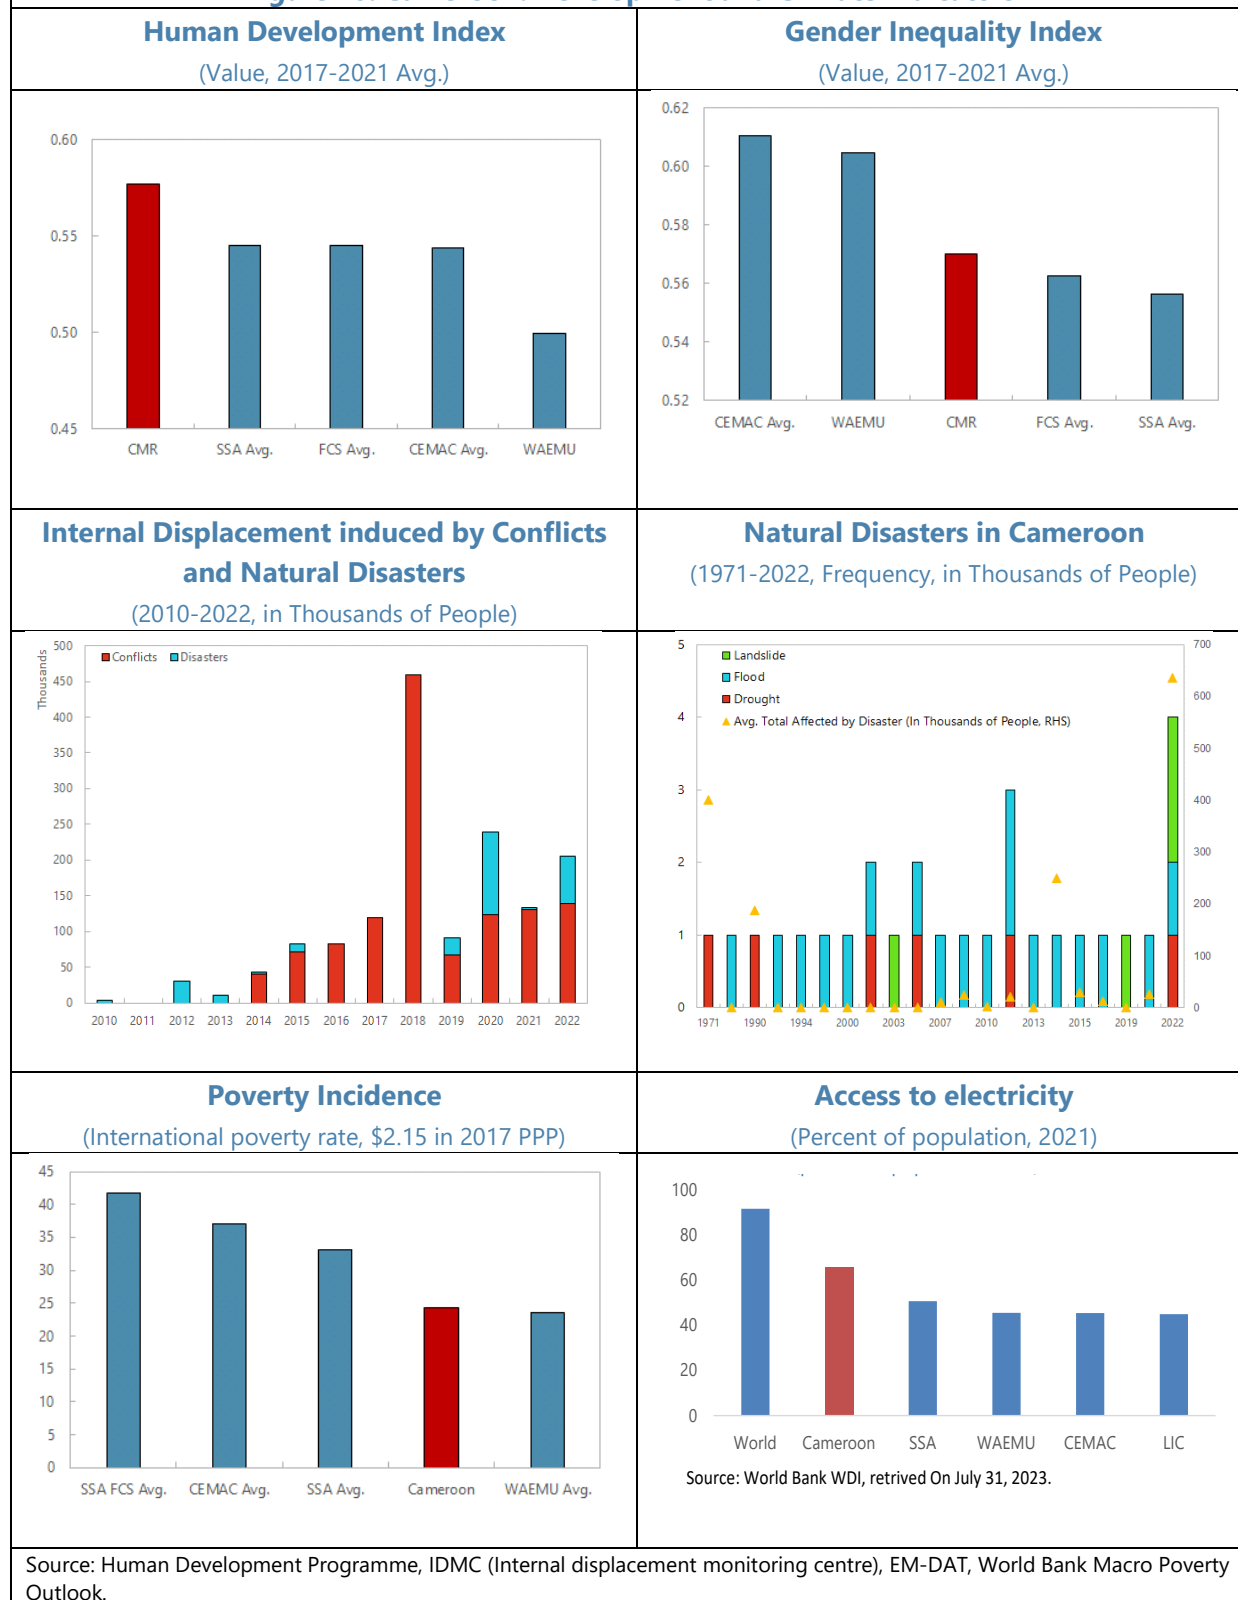 Human Development Index
(Value, 2017-2021 Avg.)
0.60
0.55
0.50
0.45
CMR
SSA Avg.
FCS Avg.
CEMAC Avg.
WAEMU
Gender Inequality Index
(Value, 2017-2021 Avg.)
0.62
0.60
0.58
0.56
0.54
0.52
CEMAC Avg.
WAEMU
CMR
FCS Avg.
SSA Avg.
Internal Displacement induced by Conflicts
and Natural Disasters
(2010-2022, in Thousands of People)
Thousands
500
450
400
350
300
250
200
150
100
50
0
Conflicts
Disasters
2010 2011 2012 2013 2014 2015 2016 2017 2018 2019 2020 2021 2022
Natural Disasters in Cameroon
(1971-2022, Frequency, in Thousands of People)
5
4
3
2
1
0
Landslide
Flood
Drought
Avg. Total Affected by Disaster (In Thousands of People, RHS)
700
600
500
400
300
200
100
0
1971 1990 1994 2000 2003 2007 2010 2013 2015 2019 2022
Poverty Incidence
(International poverty rate, $2.15 in 2017 PPP)
45
40
35
30
25
20
15
10
5
0
SSA FCS Avg.
CEMAC Avg.
SSA Avg.
Cameroon
WAEMU Avg.
Access to electricity
(Percent of population, 2021)
100
80
60
40
20
0
World
Cameroon
SSA
WAEMU
CEMAC
LIC
Source: World Bank WDI, retrived On July 31, 2023.
Source: Human Development Programme, IDMC (Internal displacement monitoring centre), EM-DAT, World Bank Macro Poverty
Outlook.